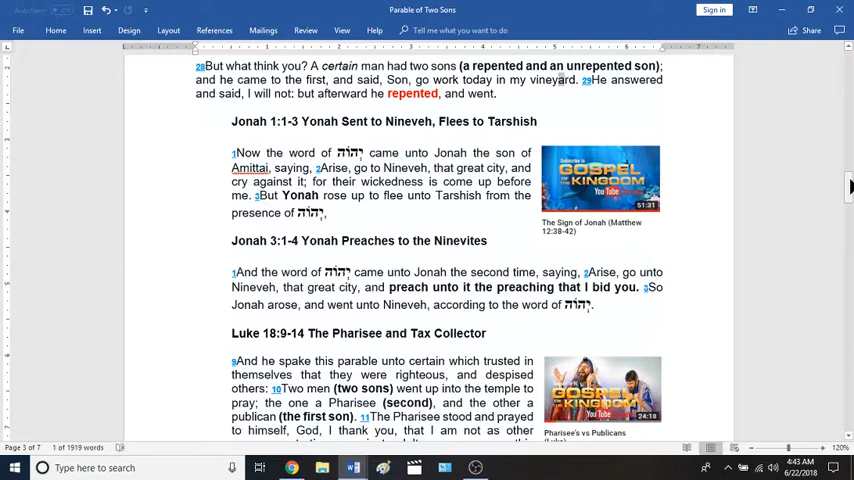 AutoSave
Parable of Two Sons
Sign in
File Home Insert Draw Design Layout References Mailings Review View Help Tell me what you want to do
28But what think you? A certain man had two sons (a repented and an unrepented son);
and he came to the first, and said, Son, go work today in my vineyard. 29He answered
and said, I will not: but afterward he repented, and went.
Jonah 1:1-3 Yonah Sent to Nineveh, Flees to Tarshish
1Now the word of יְהוָֹה came unto Jonah the son of
Amittai, saying, 2Arise, go to Nineveh, that great city, and
cry against it; for their wickedness is come up before
me. 3But Yonah rose up to flee unto Tarshish from the
presence of יְהוָֹה,
Subscribe to
GOSPEL
OF THE
KINGDOM
YouTube
51:31
The Sign of Jonah (Matthew
12:38-42)
Jonah 3:1-4 Yonah Preaches to the Ninevites
1And the word of יְהוָֹה came unto Jonah the second time, saying, 2Arise, go unto
Nineveh, that great city, and preach unto it the preaching that I bid you. 3So
Jonah arose, and went unto Nineveh, according to the word of יְהוָֹה.
Luke 18:9-14 The Pharisee and Tax Collector
9And he spake this parable unto certain which trusted in
themselves that they were righteous, and despised
others: 10Two men (two sons) went up into the temple to
pray; the one a Pharisee (second), and the other a
publican (the first son). 11The Pharisee stood and prayed
to himself, God, I thank you, that I am not as other
24:18
Pharisee's vs Publicans
Page 3 of 7 1 of 1919 words
120%
Type here to search
4:43 AM
6/22/2018